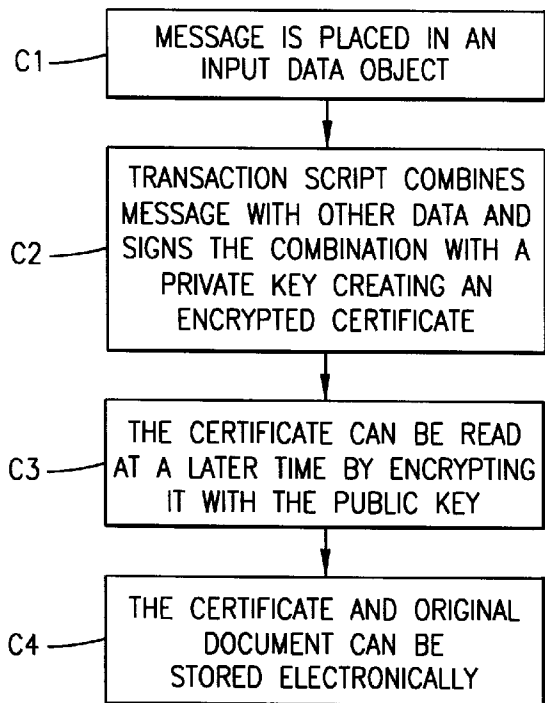 C1
MESSAGE IS PLACED IN AN
INPUT DATA OBJECT
C2
TRANSACTION SCRIPT COMBINES
MESSAGE WITH OTHER DATA AND
SIGNS THE COMBINATION WITH A
PRIVATE KEY CREATING AN
ENCRYPTED CERTIFICATE
C3
THE CERTIFICATE CAN BE READ
AT A LATER TIME BY ENCRYPTING
IT WITH THE PUBLIC KEY
C4
THE CERTIFICATE AND ORIGINAL
DOCUMENT CAN BE
STORED ELECTRONICALLY